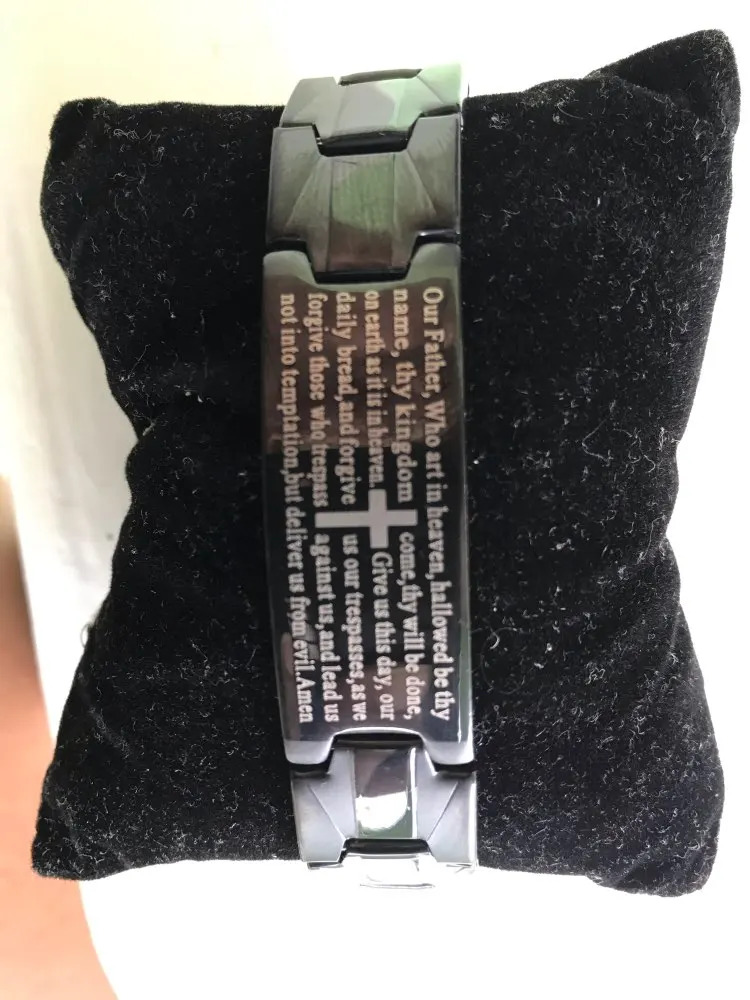 Our Father, Who art in heaven, hallowed be thy
name, thy kingdom come, thy will be done,
on earth as it is in heaven. Give us this day, our
daily bread, and forgive us our trespasses, as we
forgive those who trespass against us, and lead us
not into temptation, but deliver us from evil. Amen